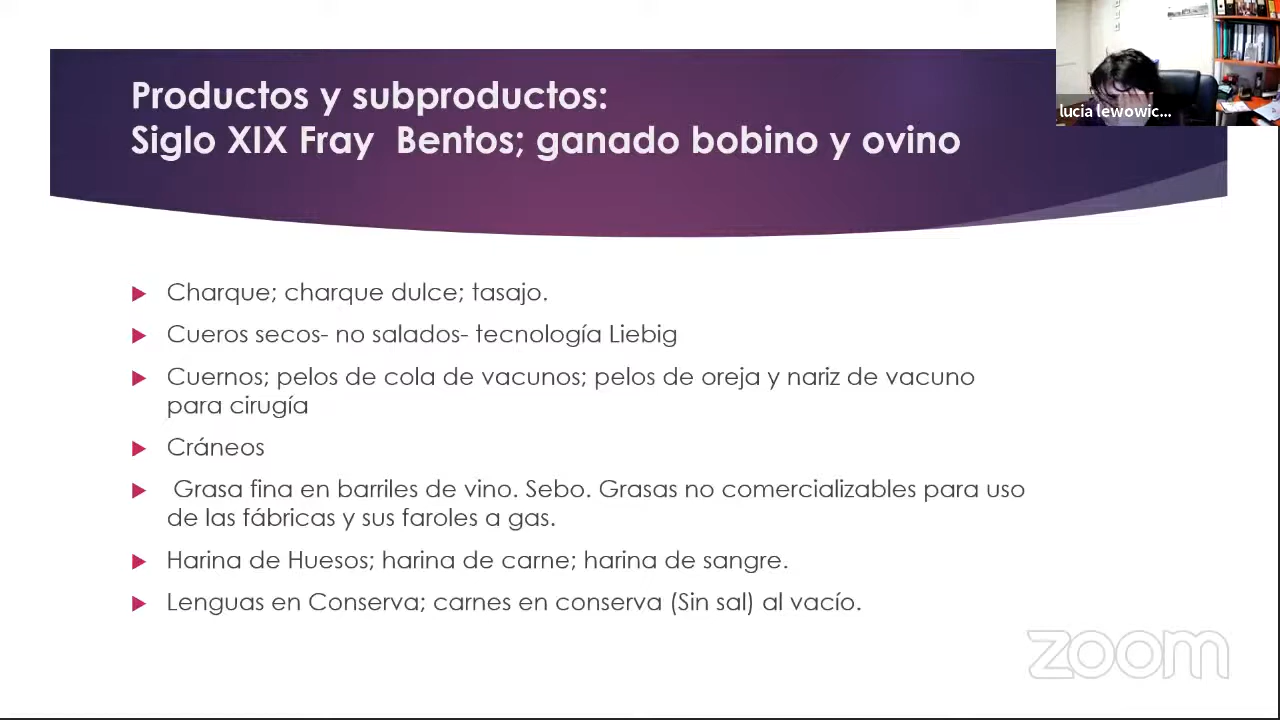 Productos y subproductos:
Siglo XIX Fray Bentos; ganado bobino y ovino
lucia lewowic...
Charque; charque dulce; tasajo.
Cueros secos- no salados- tecnología Liebig
Cuernos; pelos de cola de vacunos; pelos de oreja y nariz de vacuno
para cirugía
Cráneos
Grasa fina en barriles de vino. Sebo. Grasas no comercializables para uso
de las fábricas y sus faroles a gas.
Harina de Huesos; harina de carne; harina de sangre.
Lenguas en Conserva; carnes en conserva (Sin sal) al vacío.
zoom